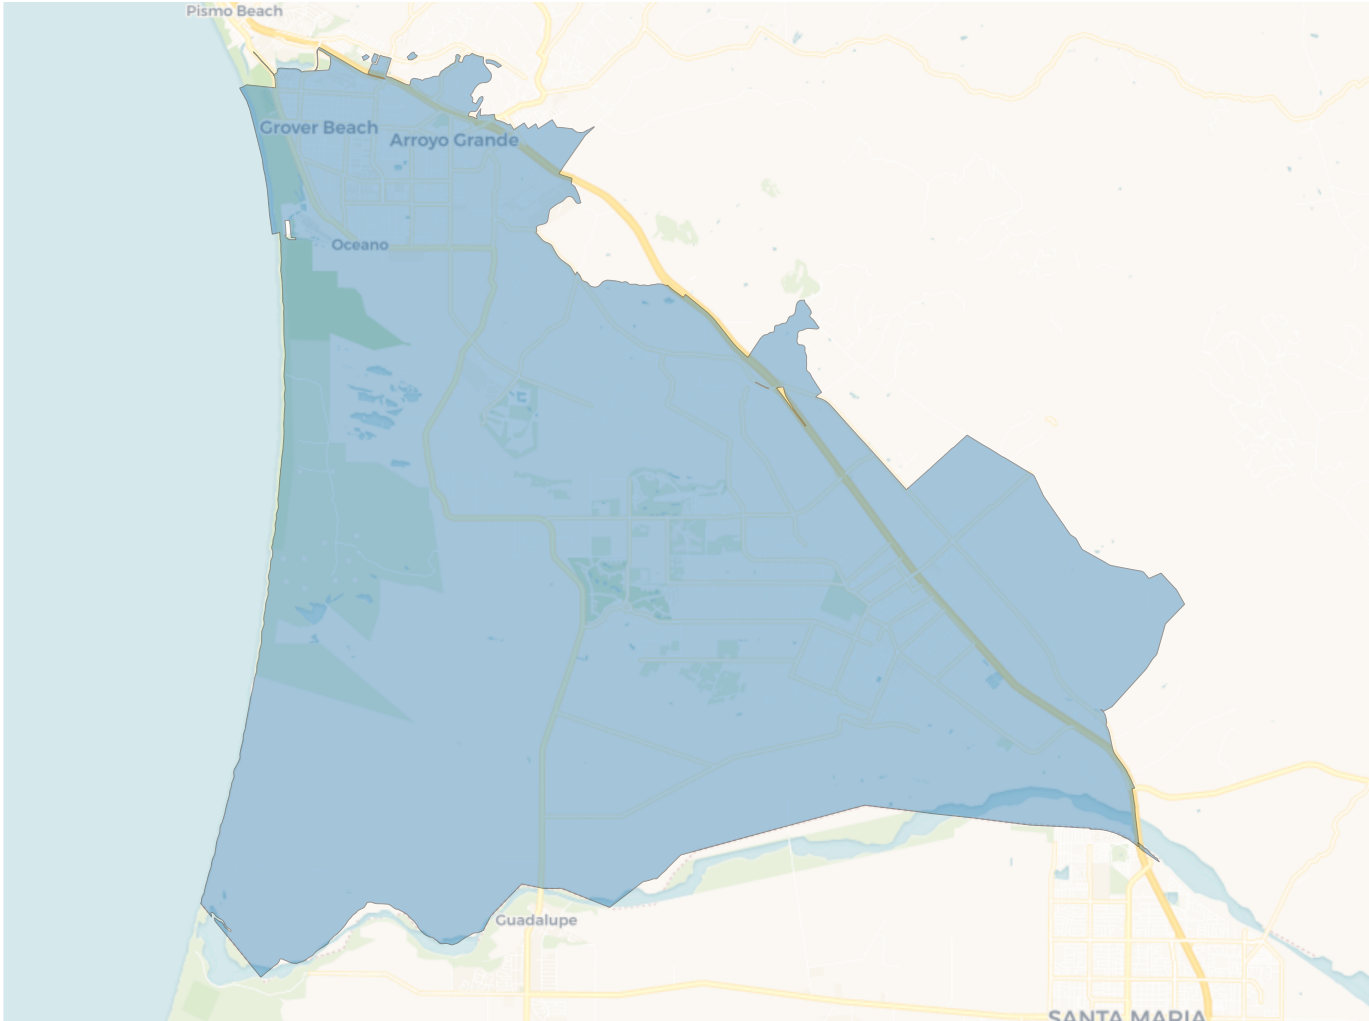 Pismo Beach
Grover Beach
Arroyo Grande
Oceano
Guadalupe
SANTA MARIA